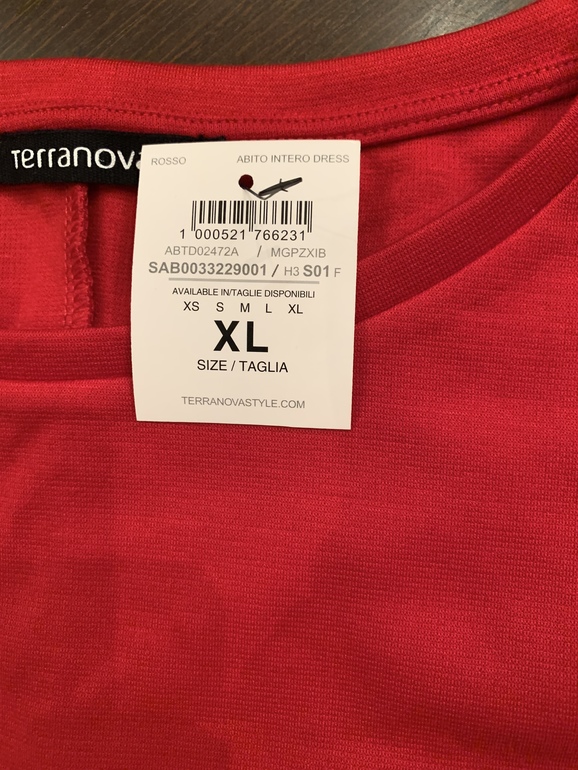 Terranova
ROSSO ABITO INTERO DRESS
1 000521 766231
ABTD02472A / MGPZXIB
SAB0033229001 / H3 S01 F
AVAILABLE IN/TAGLIE DISPONIBILI
XS S M L XL
XL
SIZE / TAGLIA
TERRANOVASTYLE.COM